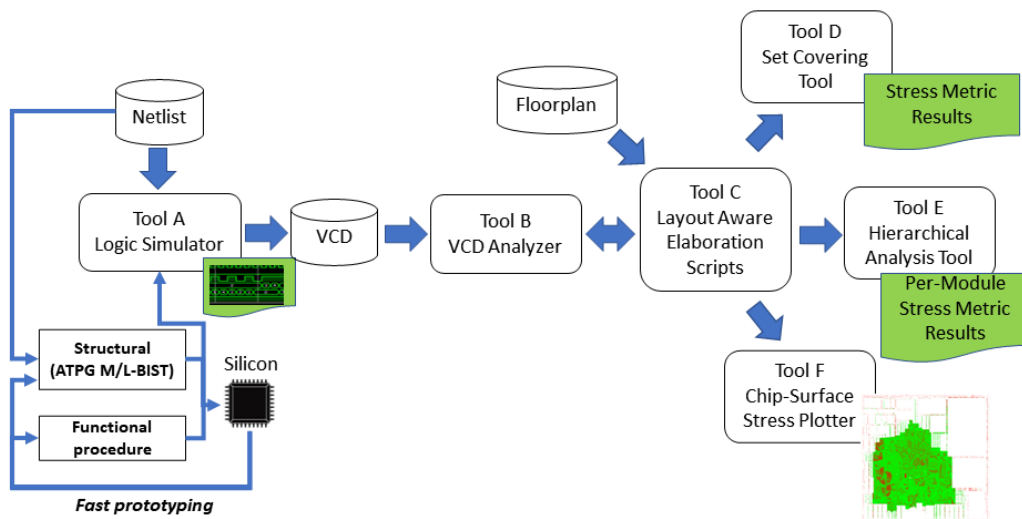 Netlist
Tool A
Logic Simulator
VCD
Tool B
VCD Analyzer
Floorplan
Tool C
Layout Aware
Elaboration
Scripts
Tool D
Set Covering
Tool
Stress Metric
Results
Tool E
Hierarchical
Analysis Tool
Per-Module
Stress Metric
Results
Tool F
Chip-Surface
Stress Plotter
Structural
(ATPG M/L-BIST)
Silicon
Functional
procedure
Fast prototyping